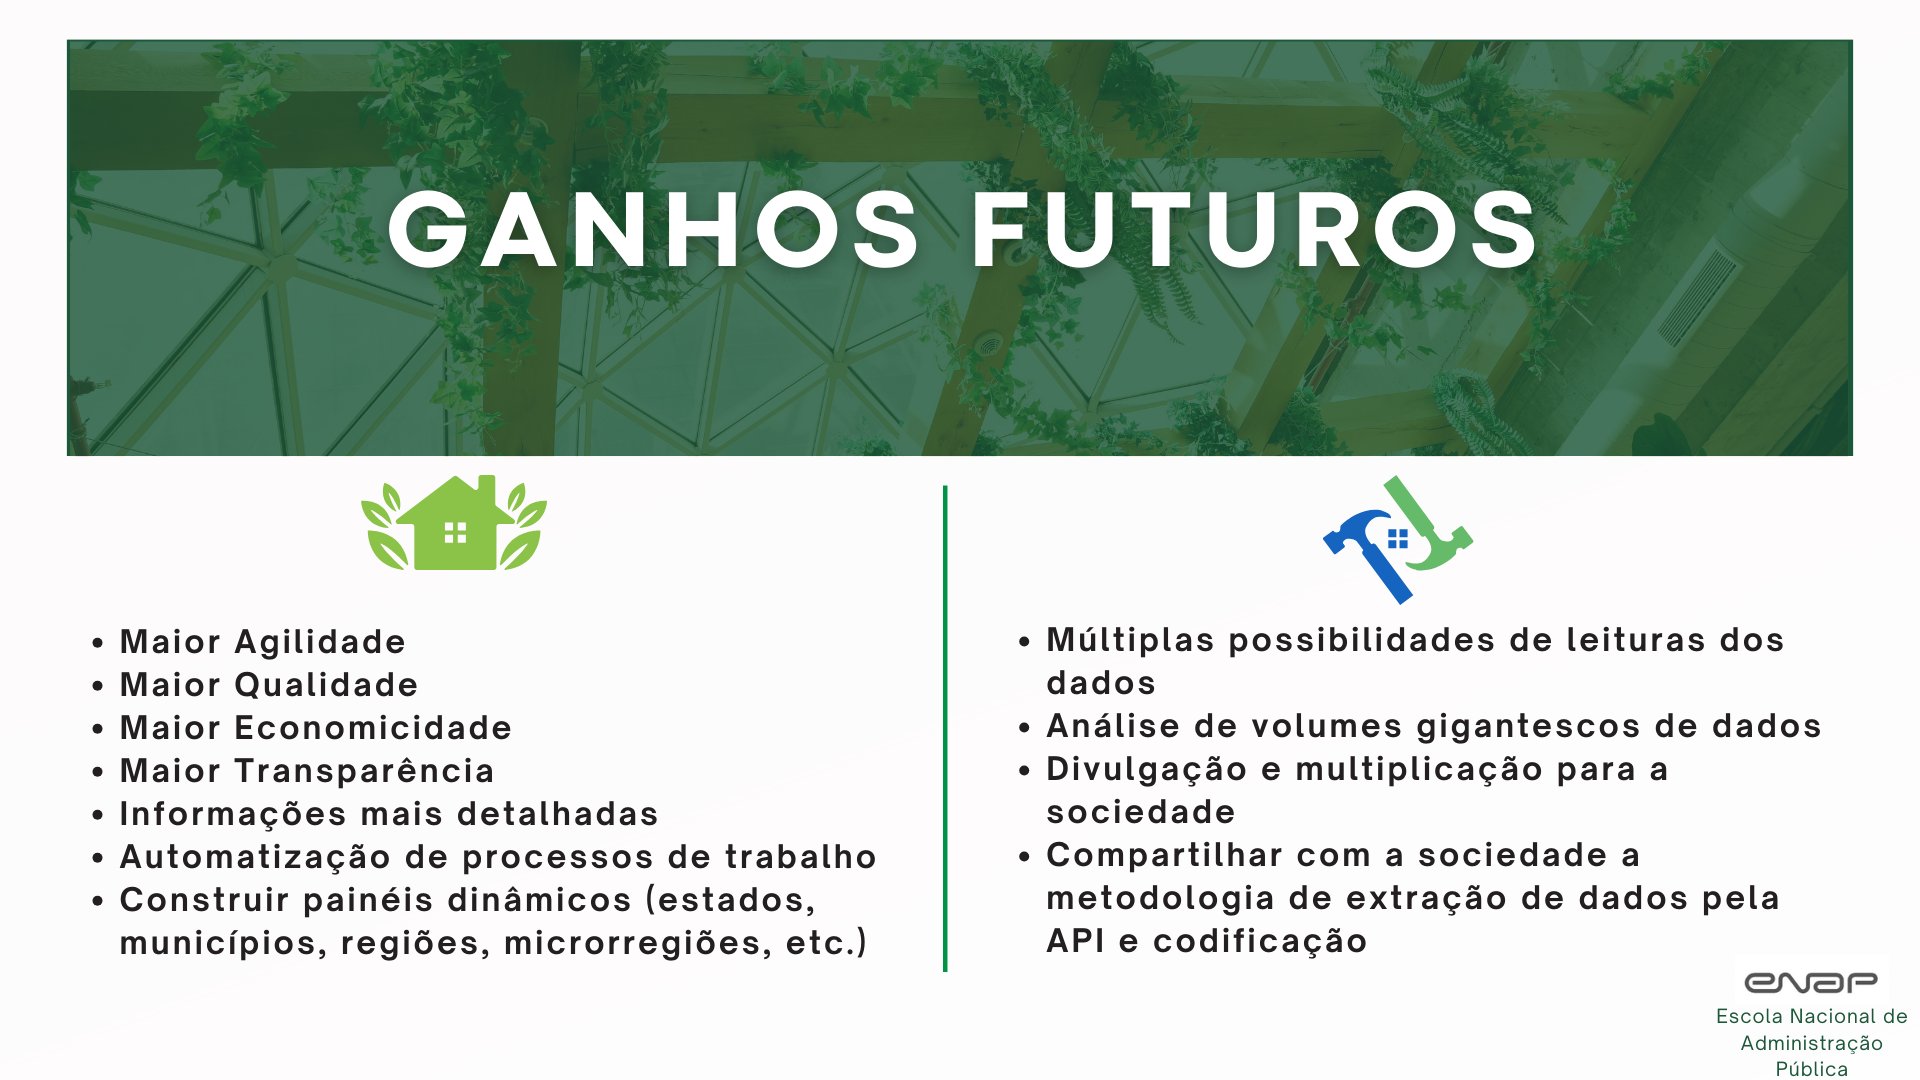 GANHOS FUTUROS
• Maior Agilidade
• Maior Qualidade
• Maior Economicidade
• Maior Transparência
• Informações mais detalhadas
• Automatização de processos de trabalho
• Construir painéis dinâmicos (estados,
municípios, regiões, microrregiões, etc.)
• Múltiplas possibilidades de leituras dos
dados
• Análise de volumes gigantescos de dados
• Divulgação e multiplicação para a
sociedade
• Compartilhar com a sociedade a
metodologia de extração de dados pela
API e codificação
enap
Escola Nacional de
Administração
Pública